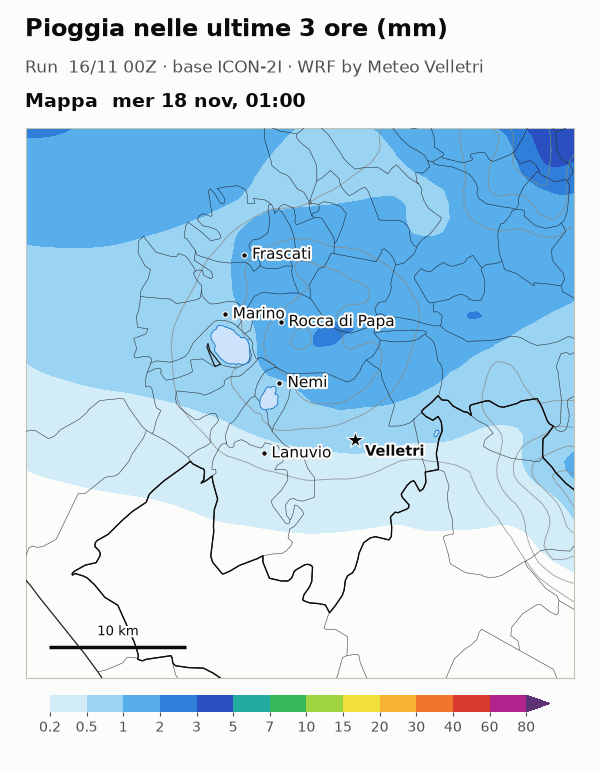 Pioggia nelle ultime 3 ore (mm)
Run  16/11 00Z · base ICON-2I · WRF by Meteo Velletri
Mappa  mer 18 nov, 01:00
Frascati
Marino
Rocca di Papa
Nemi
Velletri
Lanuvio
10 km
0.2 0.5 1 2 3 5 7 10 15 20 30 40 60 80